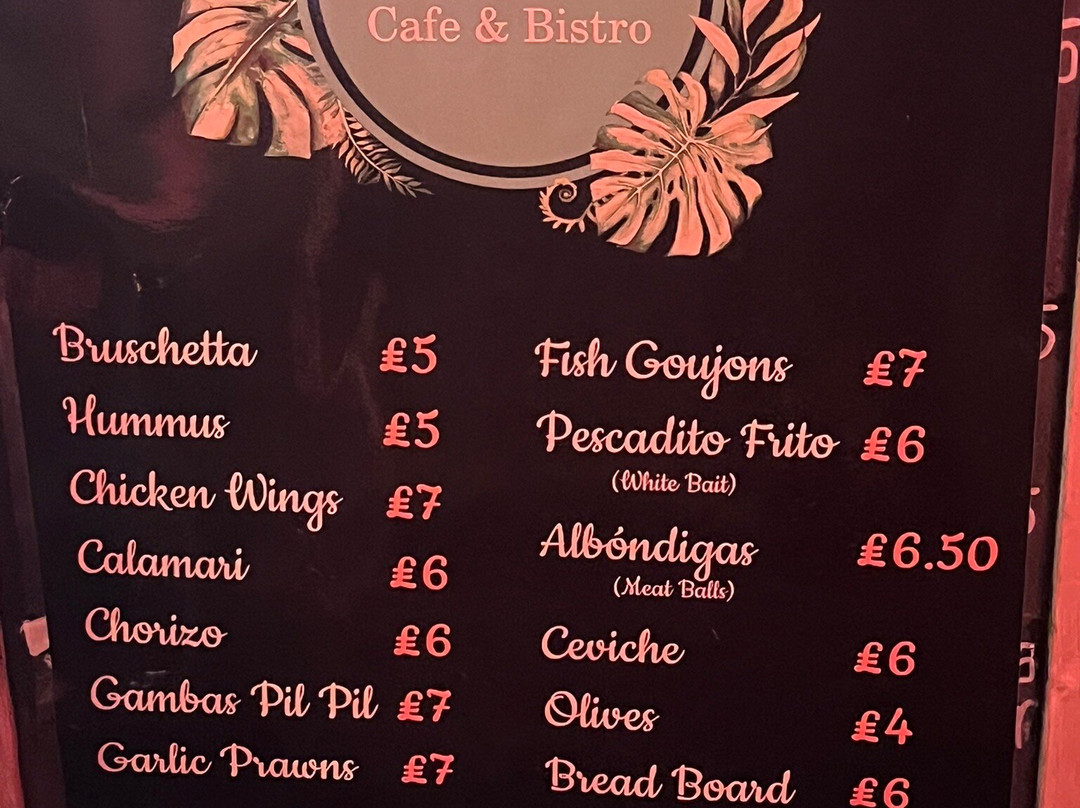 Cafe & Bistro
Bruschetta £5
Hummus £5
Chicken Wings £7
Calamari £6
Chorizo £6
Gambas Pil Pil £7
Garlic Prawns £7
Fish Goujons £7
Pescadito Frito £6
(White Bait)
Albóndigas £6.50
(Meat Balls)
Ceviche £6
Olives £4
Bread Board £6